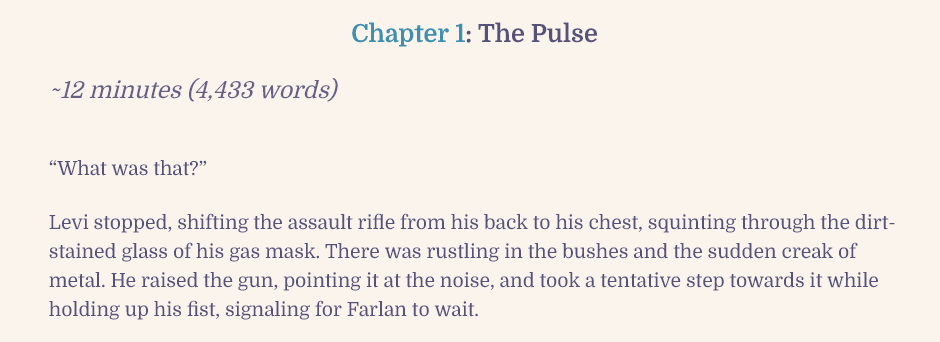 Chapter 1: The Pulse
~12 minutes (4,433 words)
“What was that?”
Levi stopped, shifting the assault rifle from his back to his chest, squinting through the dirt-
stained glass of his gas mask. There was rustling in the bushes and the sudden creak of
metal. He raised the gun, pointing it at the noise, and took a tentative step towards it while
holding up his fist, signaling for Farlan to wait.